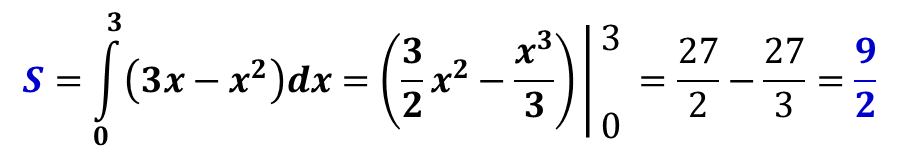 S = ∫₀³ (3x − x²)dx = (3/2 x² − x³/3) |₀³ = 27/2 − 27/3 = 9/2